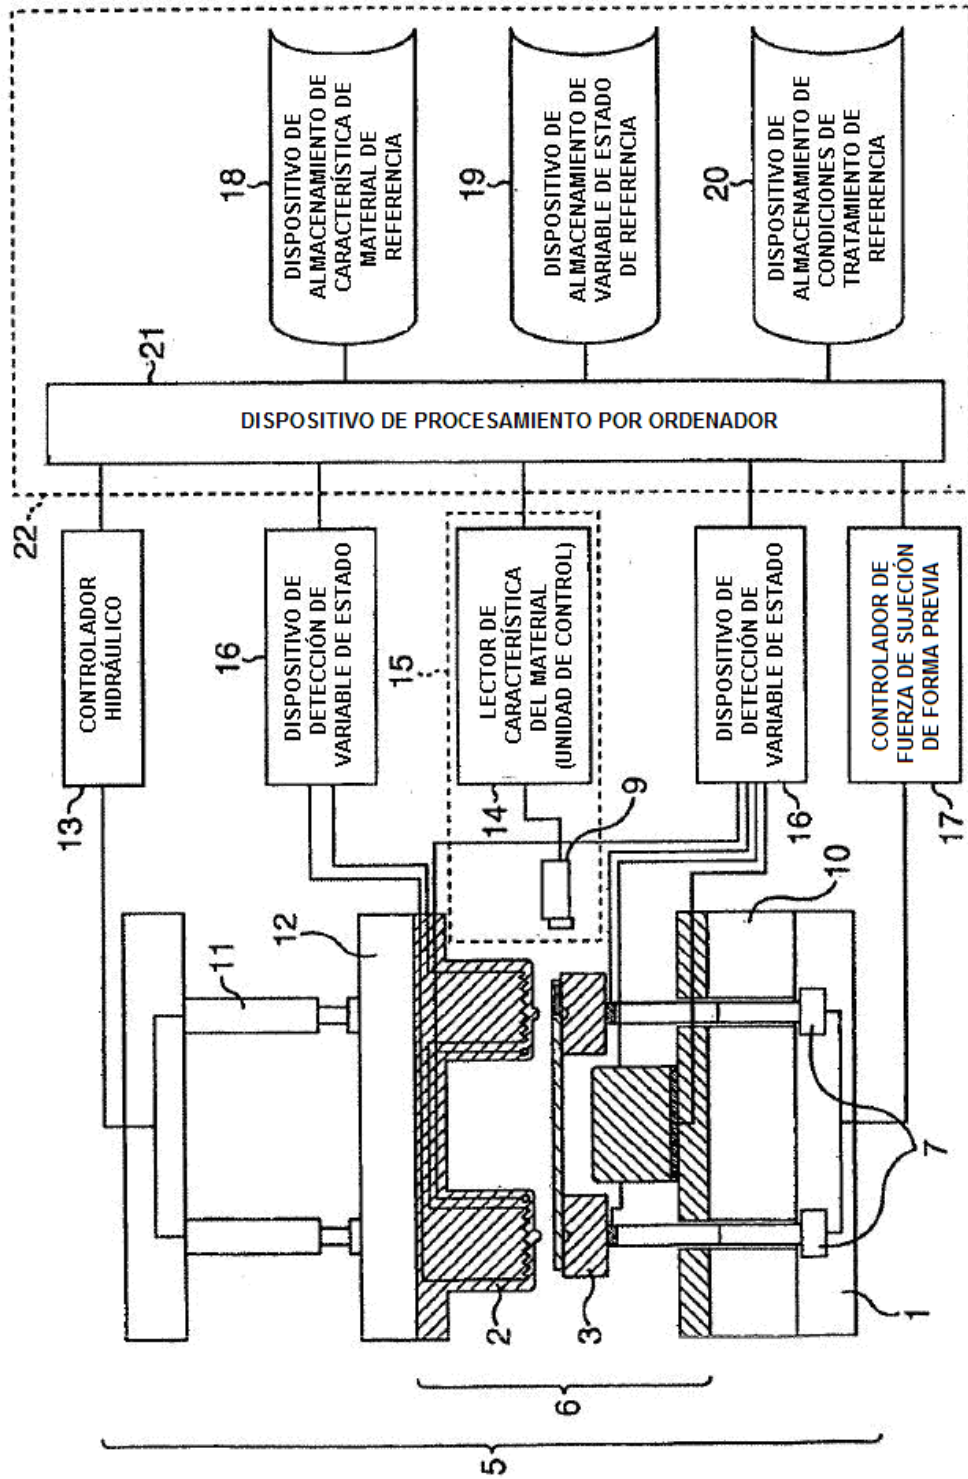 22
13
CONTROLADOR
HIDRÁULICO
16
DISPOSITIVO DE
DETECCIÓN DE
VARIABLE DE ESTADO
15
14
LECTOR DE
CARACTERÍSTICA
DEL MATERIAL
(UNIDAD DE CONTROL)
9
16
DISPOSITIVO DE
DETECCIÓN DE
VARIABLE DE ESTADO
17
CONTROLADOR DE
FUERZA DE SUJECIÓN
DE FORMA PREVIA
21
DISPOSITIVO DE PROCESAMIENTO POR ORDENADOR
18
DISPOSITIVO DE
ALMACENAMIENTO DE
CARACTERÍSTICA DE
MATERIAL DE
REFERENCIA
19
DISPOSITIVO DE
ALMACENAMIENTO DE
VARIABLE DE ESTADO
DE REFERENCIA
20
DISPOSITIVO DE
ALMACENAMIENTO DE
CONDICIONES DE
TRATAMIENTO DE
REFERENCIA
11
12
10
2
3
7
1
6
5